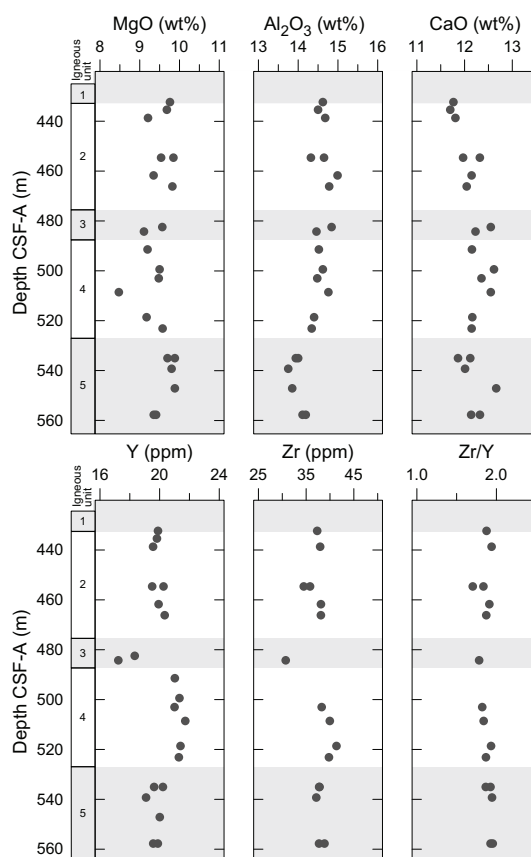 MgO (wt%) Al₂O₃ (wt%) CaO (wt%)
Igneous unit
8 9 10 11 13 14 15 16 11 12 13
1
440
2
460
480 3
500
4
520
540
5
560
Depth CSF-A (m)
Y (ppm) Zr (ppm) Zr/Y
Igneous unit
16 18 20 22 24 25 35 45 1.0 2.0
1
440
2
460
480 3
500
4
520
540
5
560
Depth CSF-A (m)